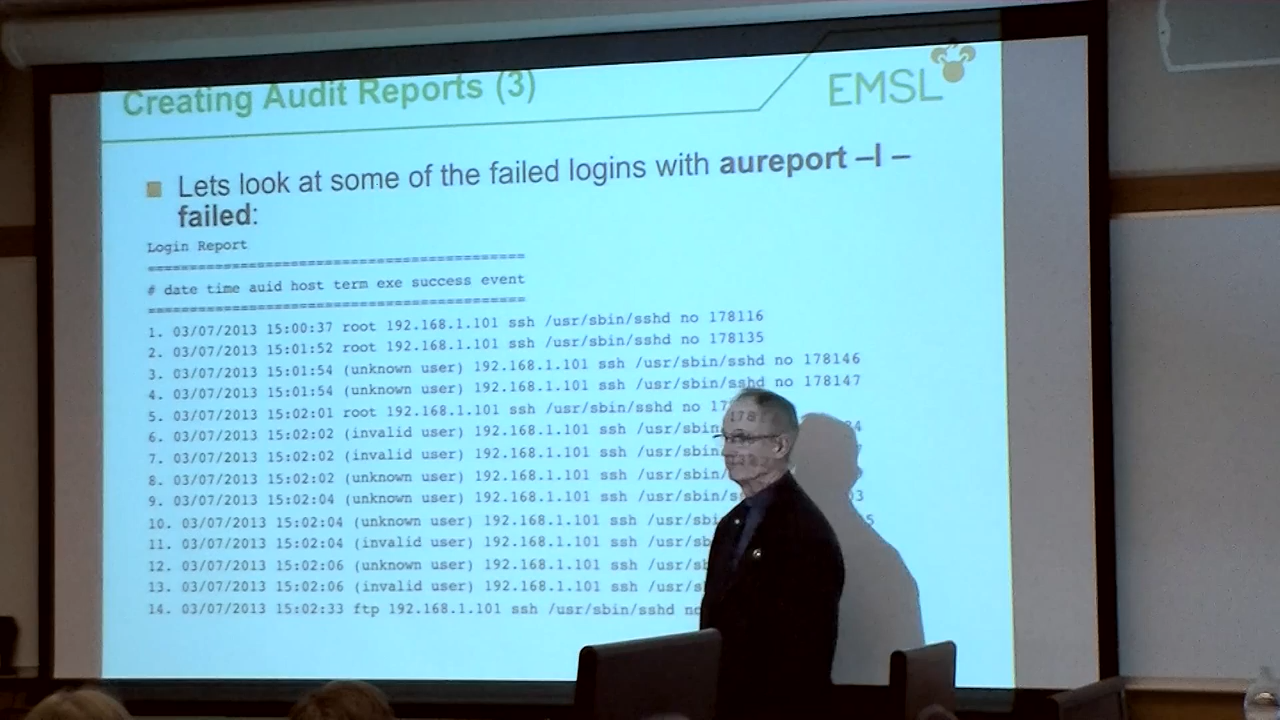 Creating Audit Reports (3)
EMSL
Lets look at some of the failed logins with aureport –l –
failed:
Login Report
============================================
# date time auid host term exe success event
============================================
1. 03/07/2013 15:00:37 root 192.168.1.101 ssh /usr/sbin/sshd no 178116
2. 03/07/2013 15:01:52 root 192.168.1.101 ssh /usr/sbin/sshd no 178135
3. 03/07/2013 15:01:54 (unknown user) 192.168.1.101 ssh /usr/sbin/sshd no 178146
4. 03/07/2013 15:01:54 (unknown user) 192.168.1.101 ssh /usr/sbin/sshd no 178147
5. 03/07/2013 15:02:01 root 192.168.1.101 ssh /usr/sbin/sshd no
6. 03/07/2013 15:02:02 (invalid user) 192.168.1.101 ssh
7. 03/07/2013 15:02:02 (invalid user) 192.168.1.101 ssh
8. 03/07/2013 15:02:02 (unknown user) 192.168.1.101 ssh
9. 03/07/2013 15:02:04 (unknown user) 192.168.1.101 ssh
10. 03/07/2013 15:02:04 (unknown user) 192.168.1.101 ssh
11. 03/07/2013 15:02:04 (invalid user) 192.168.1.101 ssh
12. 03/07/2013 15:02:06 (unknown user) 192.168.1.101 ssh
13. 03/07/2013 15:02:06 (invalid user) 192.168.1.101 ssh
14. 03/07/2013 15:02:33 ftp 192.168.1.101 ssh /usr/sbin/sshd